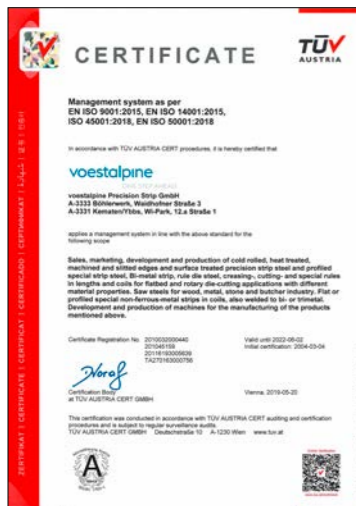 CERTIFICATE
TÜV
AUSTRIA
Management system as per
EN ISO 9001:2015, EN ISO 14001:2015,
ISO 45001:2018, EN ISO 50001:2018
In accordance with TÜV AUSTRIA CERT procedures, it is hereby certified that
voestalpine
ONE STEP AHEAD.
voestalpine Precision Strip GmbH
A-3333 Böhlerwerk, Waidhofner Straße 3
A-3331 Kematen/Ybbs, Wi-Park, 12.a Straße 1
applies a management system in line with the above standard for the
following scope
Sales, marketing, development and production of cold rolled, heat treated,
machined and slitted edges and surface treated precision strip steel and profiled
special strip steel, Bi-metal strip, rule die steel, creasing-, cutting- and special rules
in lengths and coils for flatbed and rotary die-cutting applications with different
material properties. Saw steels for wood, metal, stone and butcher industry. Flat or
profiled special non-ferrous-metal strips in coils, also welded to bi- or trimetal.
Development and production of machines for the manufacturing of the products
mentioned above.
Certificate Registration No.
Valid until 2022-06-02
Initial certification: 2004-03-04
Certification Body
at TÜV AUSTRIA CERT GMBH
Vienna, 2019-05-20
This certification was conducted in accordance with TÜV AUSTRIA CERT auditing and certification
procedures and is subject to regular surveillance audits.
TÜV AUSTRIA CERT GMBH Deutschstraße 10 A-1230 Wien www.tuv.at
ZERTIFIKAT | CERTIFICATE | CERTIFICAT | CERTIFICADO | СЕРТИФИКАТ